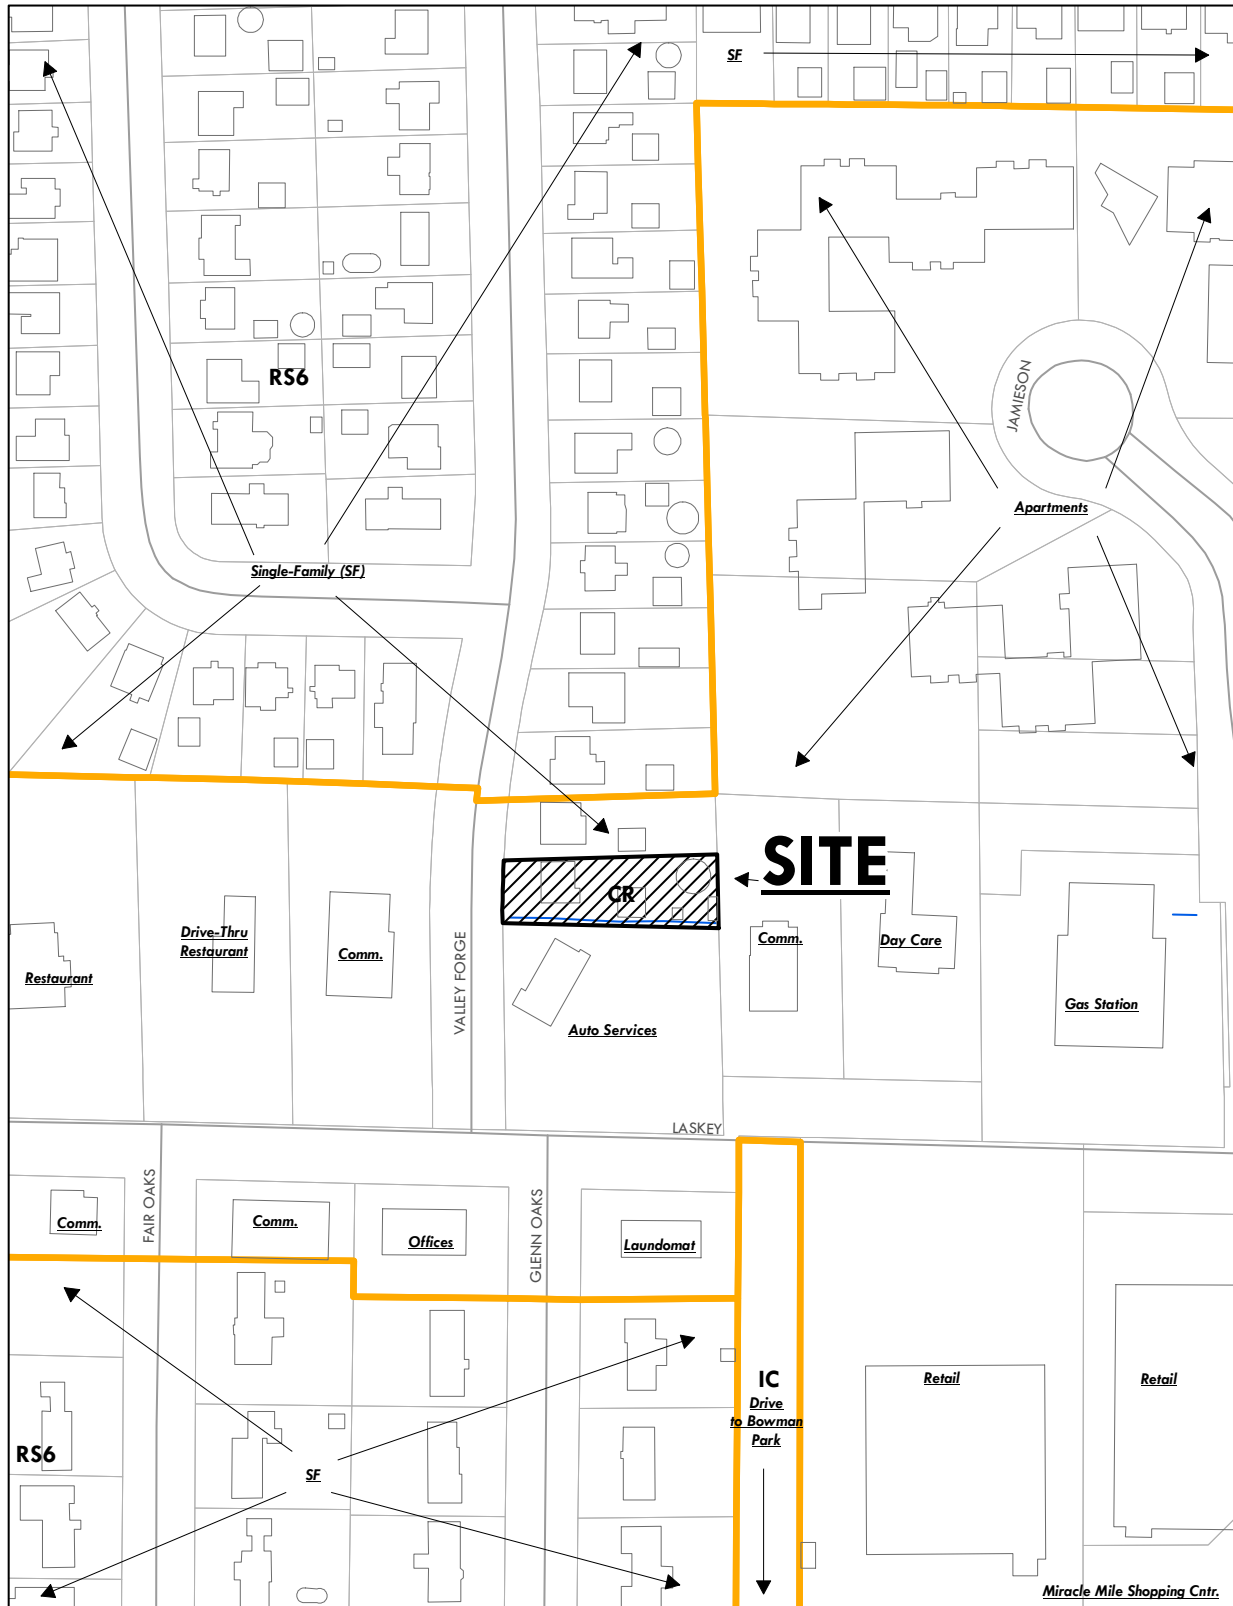 SF
RS6
JAMIESON
Apartments
Single-Family (SF)
SITE
CR
Drive-Thru
Restaurant
Comm.
Restaurant
VALLEY FORGE
Auto Services
Comm.
Day Care
Gas Station
LASKEY
FAIR OAKS
Comm.
Comm.
Offices
GLENN OAKS
Laundomat
IC
Drive
to Bowman
Park
Retail
Retail
RS6
SF
Miracle Mile Shopping Cntr.